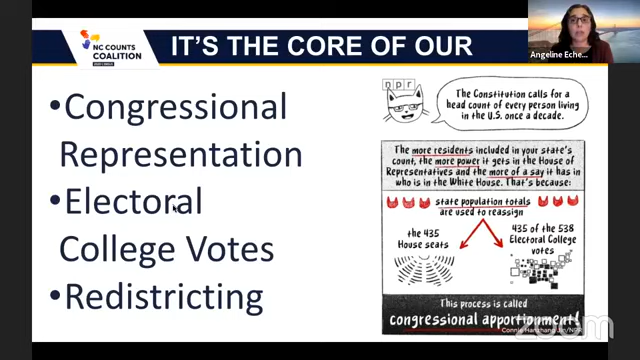 NC COUNTS
COALITION
IT'S THE CORE OF OUR
Angeline Eche...
•Congressional
Representation
•Electoral
College Votes
•Redistricting
npr
The Constitution calls for a
head count of every person living
in the U.S. once a decade.
The more residents included in your state's
count, the more power it gets in the House of
Representatives and the more of a say it has in
who is in the White House. That's because:
state population totals
are used to reassign
the 435
House seats
435 of the 538
Electoral College
votes
This process is called
congressional apportionment!
Connie Hanzhang Jin/NPR
zoom